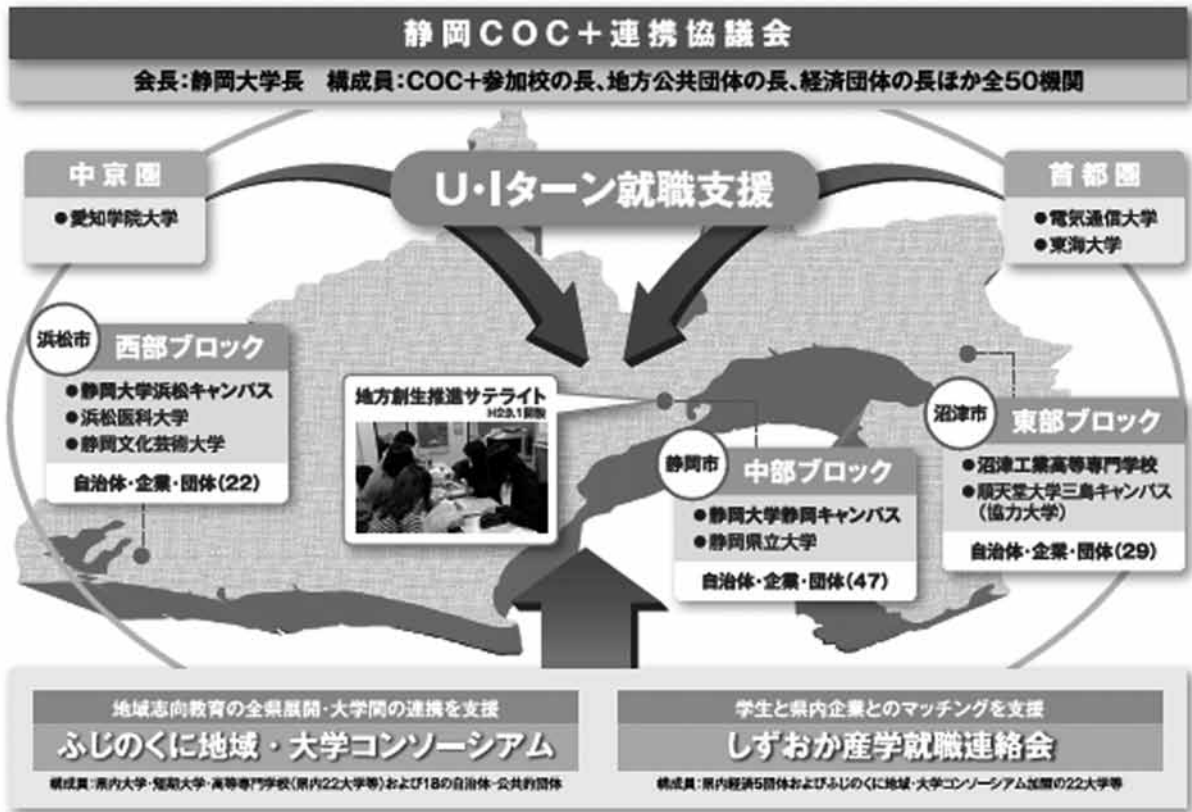 静岡COC+連携協議会
会長:静岡大学長 構成員:COC+参加校の長、地方公共団体の長、経済団体の長ほか全50機関
中京圏
●愛知学院大学
U・Iターン就職支援
首都圏
●電気通信大学
●東海大学
浜松市
西部ブロック
●静岡大学浜松キャンパス
●浜松医科大学
●静岡文化芸術大学
自治体・企業・団体(22)
地方創生推進サテライト
H29.1開設
静岡市
中部ブロック
●静岡大学静岡キャンパス
●静岡県立大学
自治体・企業・団体(47)
沼津市
東部ブロック
●沼津工業高等専門学校
●順天堂大学三島キャンパス
(協力大学)
自治体・企業・団体(29)
地域志向教育の全県展開・大学間の連携を支援
ふじのくに地域・大学コンソーシアム
構成員:県内大学・短期大学・高等専門学校(県内22大学等)および18の自治体・公共的団体
学生と県内企業とのマッチングを支援
しずおか産学就職連絡会
構成員:県内経済5団体およびふじのくに地域・大学コンソーシアム加盟の22大学等